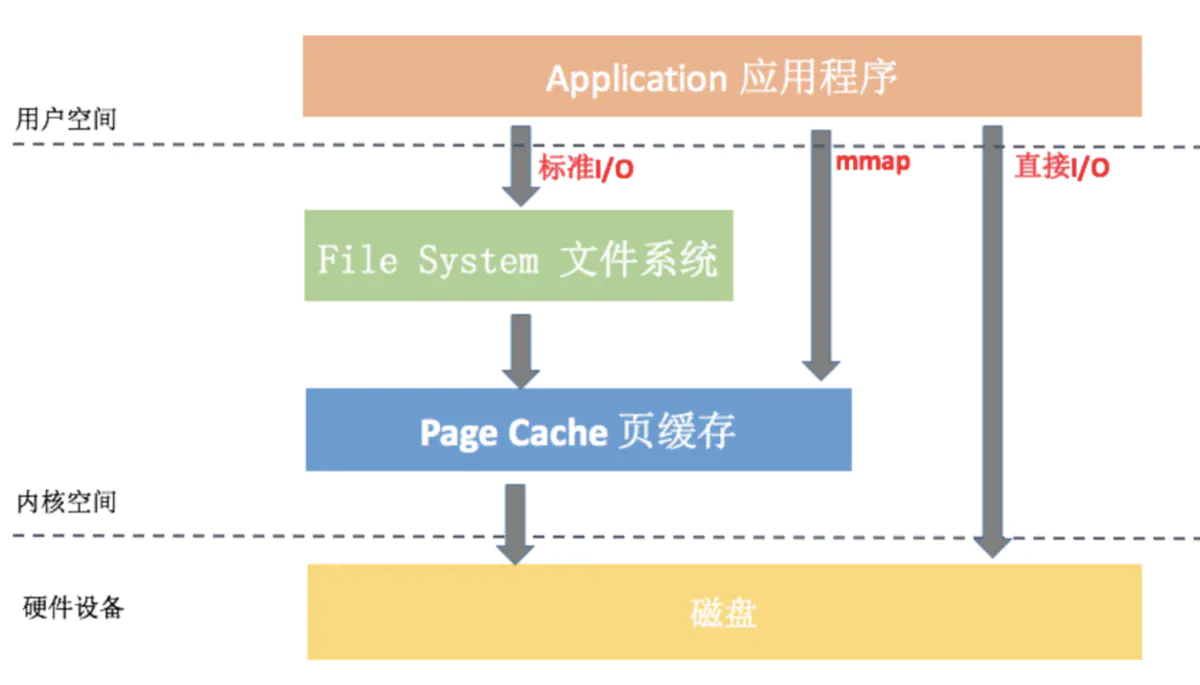 Application 应用程序
用户空间
标准I/O
mmap
直接I/O
File System 文件系统
Page Cache 页缓存
内核空间
硬件设备
磁盘